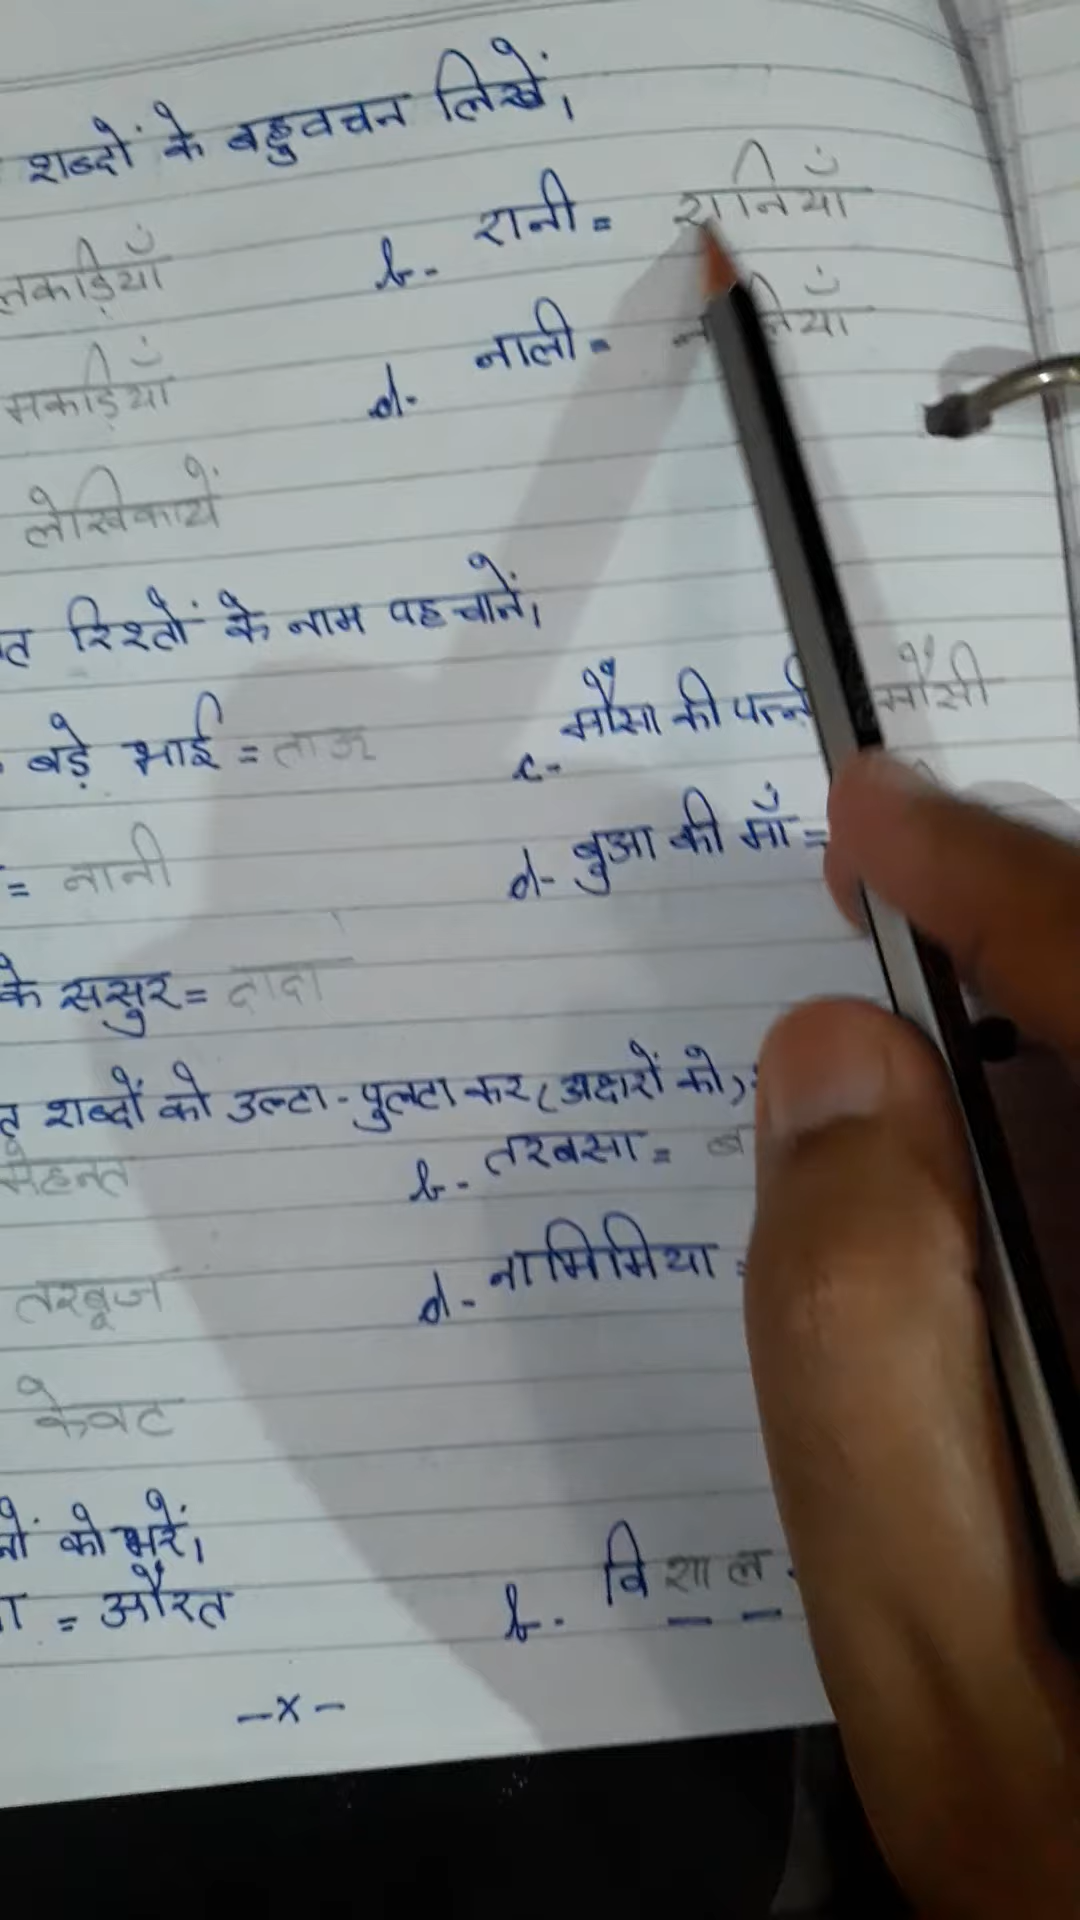 शब्दों के बहुवचन लिखें।
लकड़ियाँ b- रानी = रानियाँ
मकड़ियाँ d- नाली = नालियाँ
लेखिकायें
त रिश्तों के नाम पहचानें।
बड़े भाई = ताऊ c- मौसा की पत्नी मौसी
= नानी d- बुआ की माँ =
के ससुर = दादा
त शब्दों को उल्टा-पुल्टा कर (अक्षरों को)
मेहनत b- तरबसा = ब
तरबूज d- नामिमिया =
केवट
नों को भरें।
ा = औरत b- विशाल
-x-